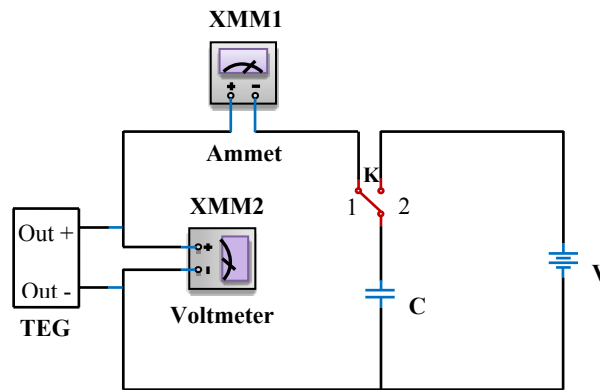 XMM1
+ -
Ammet
K
1 2
XMM2
Out +
+
-
Out -
TEG
Voltmeter
C
V